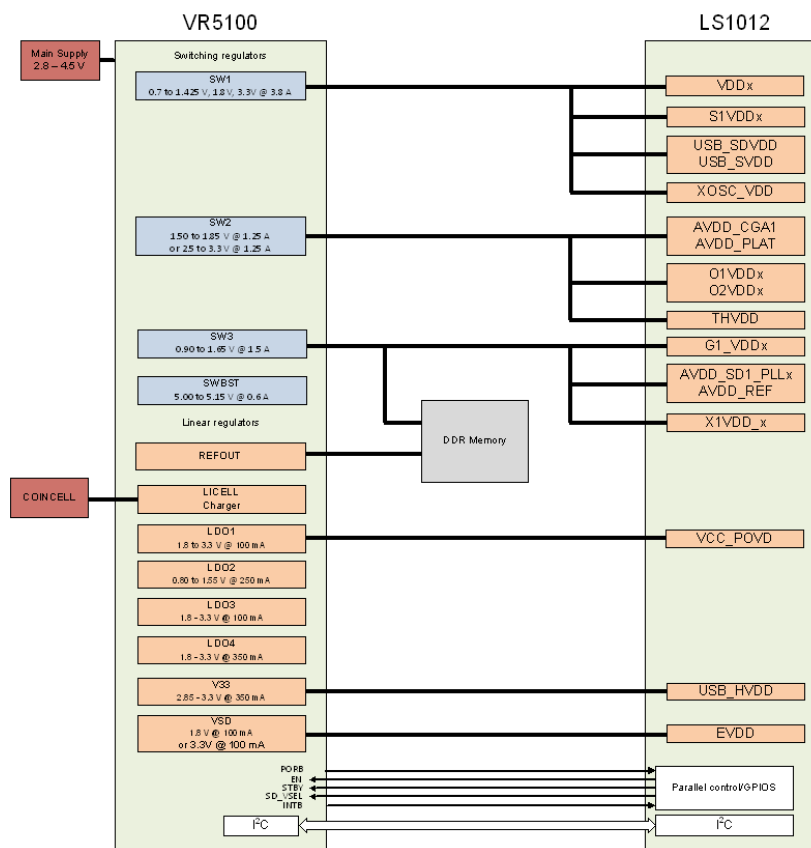 VR5100
LS1012
Main Supply
2.8 – 4.5 V
Switching regulators
SW1
0.7 to 1.425 V, 1.8V, 3.3V @ 3.8 A
VDDx
S1VDDx
USB_SDVDD
USB_SVDD
XOSC_VDD
SW2
1.50 to 1.85 V @ 1.25 A
or 2.5 to 3.3 V @ 1.25 A
AVDD_CGA1
AVDD_PLAT
O1VDDx
O2VDDx
THVDD
SW3
0.90 to 1.65 V @ 1.5 A
G1_VDDx
SWBST
5.00 to 5.15 V @ 0.6 A
AVDD_SD1_PLLx
AVDD_REF
Linear regulators
X1VDD_x
DDR Memory
REFOUT
COINCELL
LICELL
Charger
LDO1
1.8 to 3.3 V @ 100 mA
VCC_POVD
LDO2
0.80 to 1.55 V @ 250 mA
LDO3
1.8 - 3.3 V @ 100 mA
LDO4
1.8 - 3.3 V @ 350 mA
V33
2.85 - 3.3 V @ 350 mA
USB_HVDD
VSD
1.8 V @ 100 mA
or 3.3V @ 100 mA
EVDD
PORB
EN
STBY
SD_VSEL
INTB
Parallel control/GPIOS
I²C
I²C